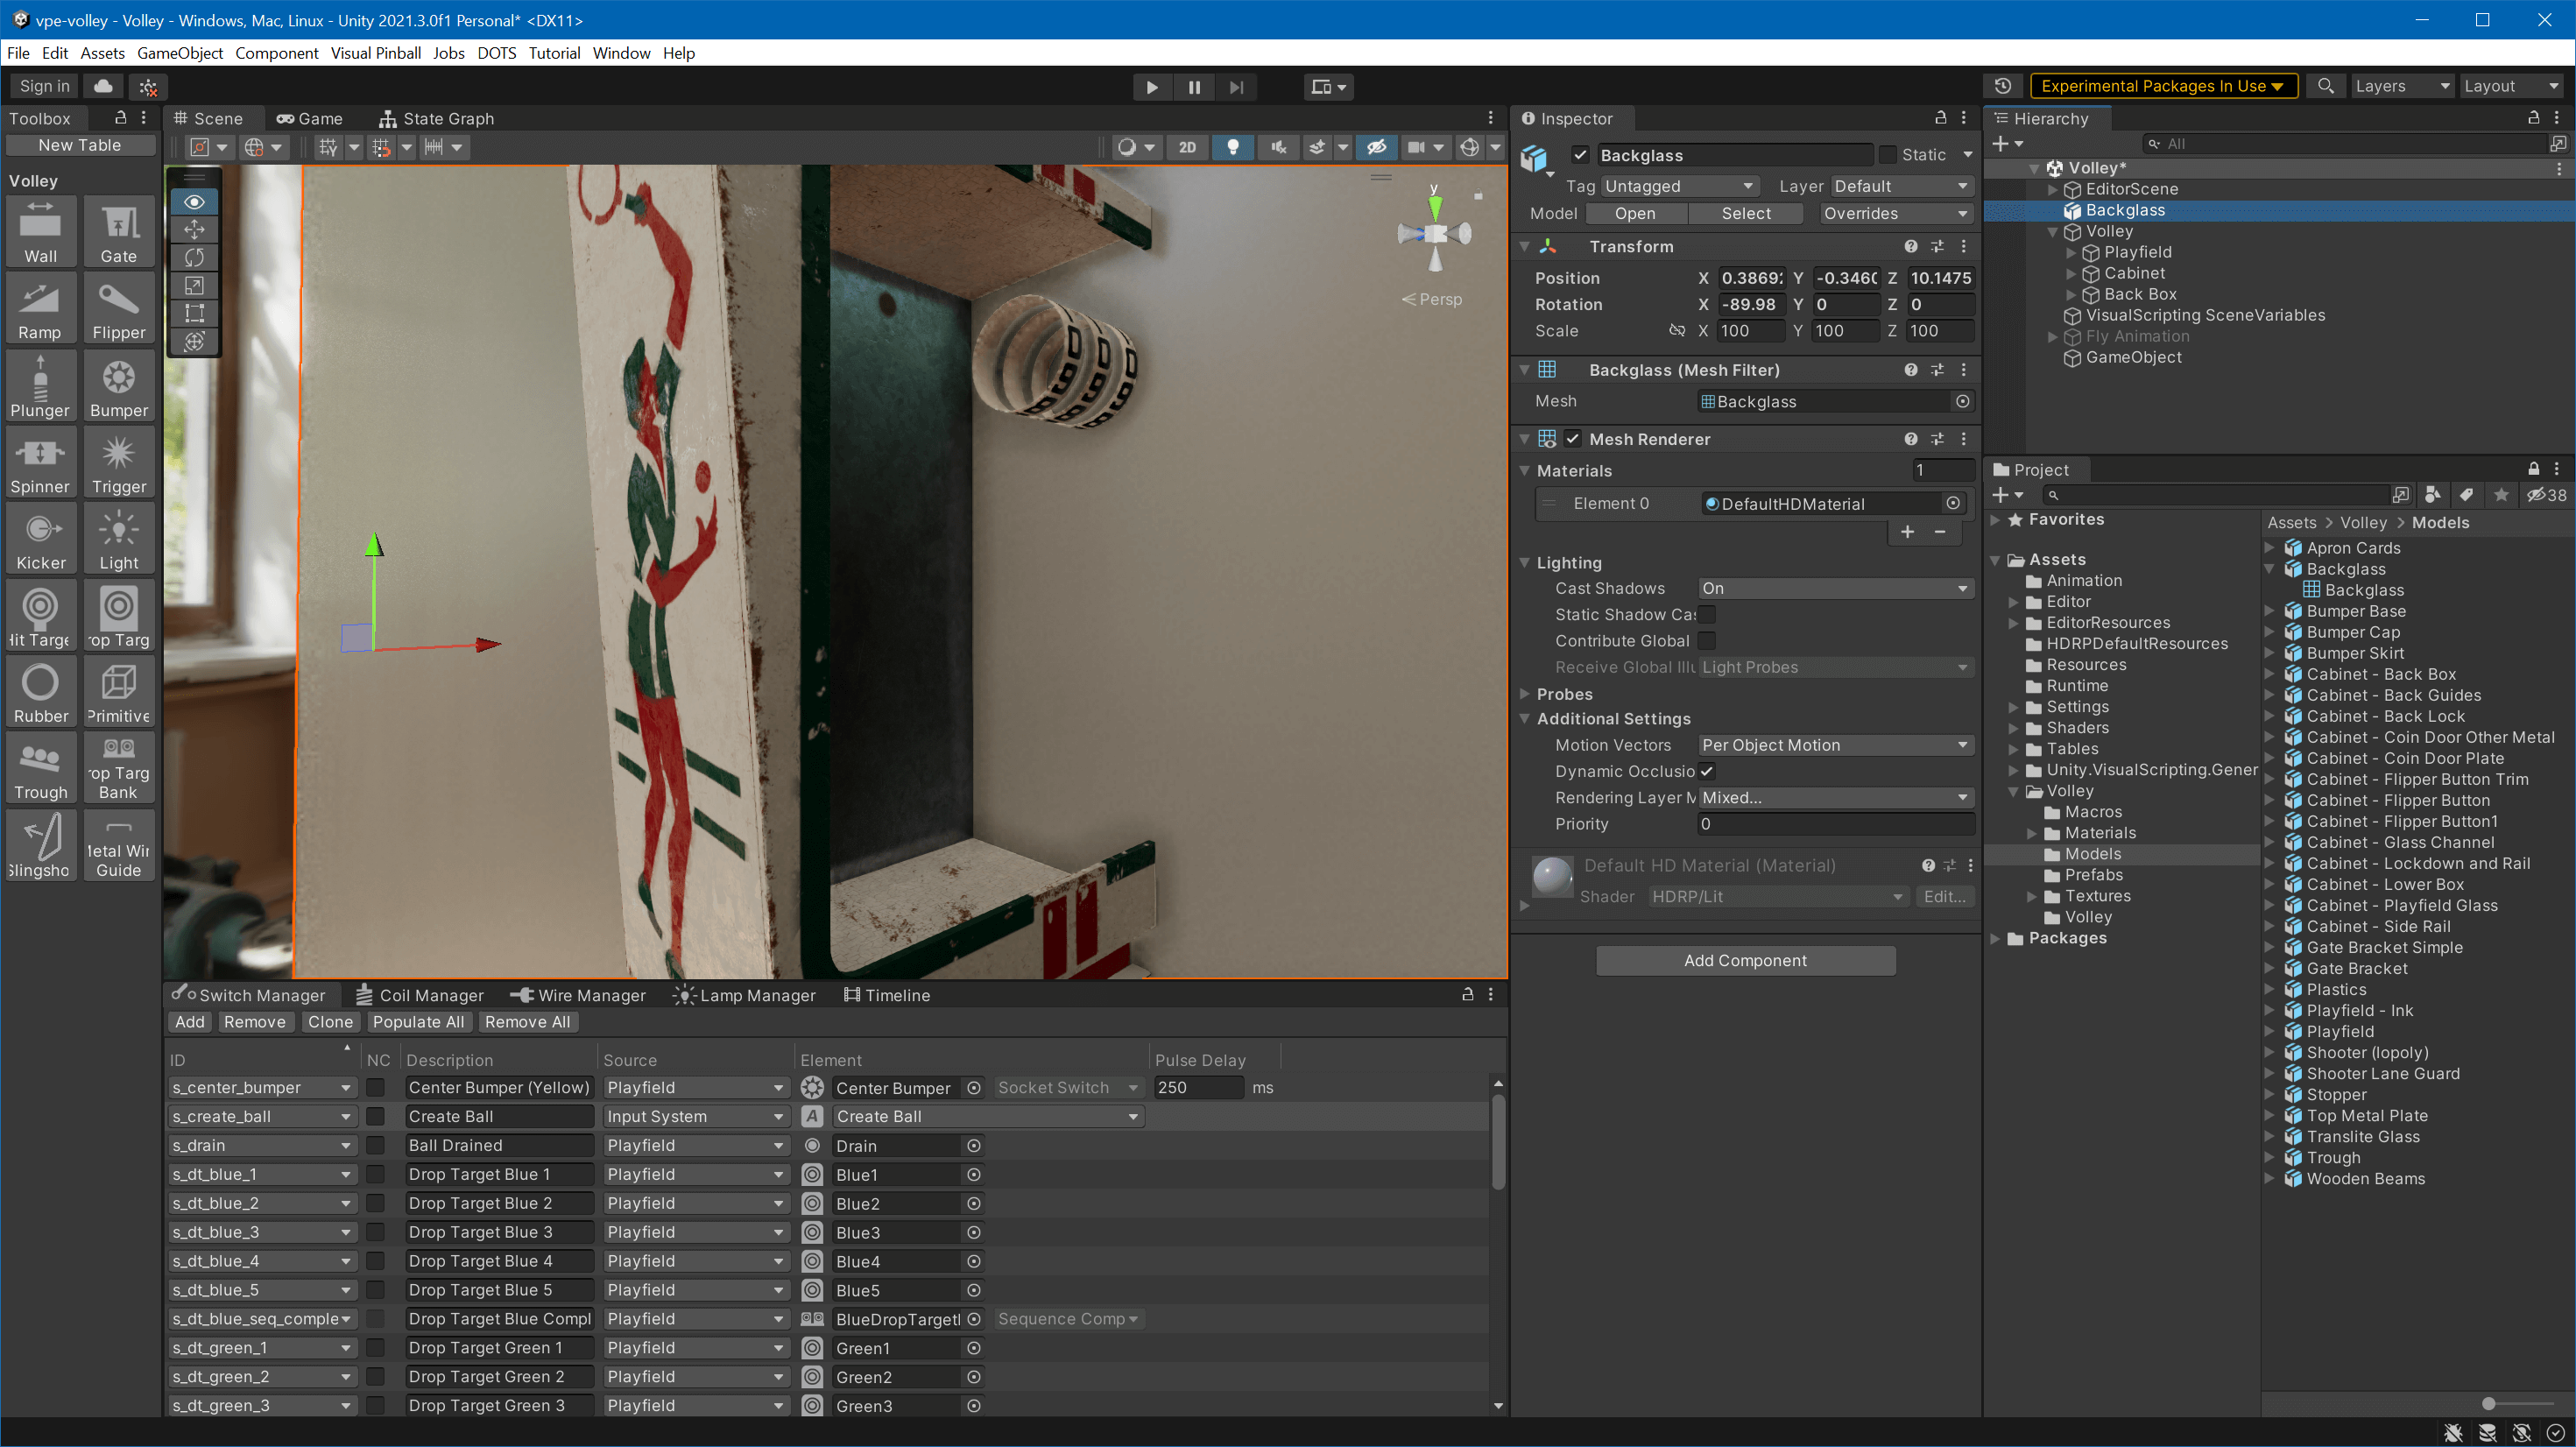 vpe-volley - Volley - Windows, Mac, Linux - Unity 2021.3.0f1 Personal* <DX11>
File Edit Assets GameObject Component Visual Pinball Jobs DOTS Tutorial Window Help
Sign in
Experimental Packages In Use
Layers
Layout
Toolbox
New Table
Volley
Wall Gate
Ramp Flipper
Plunger Bumper
Spinner Trigger
Kicker Light
Hit Targe rop Targ
Rubber Primitive
Trough rop Targ Bank
Slingsho Metal Wir Guide
Scene Game State Graph
2D
y
Persp
Inspector
Backglass Static
Tag Untagged Layer Default
Model Open Select Overrides
Transform
Position X 0.3869 Y -0.346 Z 10.1475
Rotation X -89.98 Y 0 Z 0
Scale X 100 Y 100 Z 100
Backglass (Mesh Filter)
Mesh Backglass
Mesh Renderer
Materials 1
Element 0 DefaultHDMaterial
Lighting
Cast Shadows On
Static Shadow Ca
Contribute Global
Receive Global Illu Light Probes
Probes
Additional Settings
Motion Vectors Per Object Motion
Dynamic Occlusio
Rendering Layer M Mixed...
Priority 0
Default HD Material (Material)
Shader HDRP/Lit Edit...
Add Component
Hierarchy
All
Volley*
EditorScene
Backglass
Volley
Playfield
Cabinet
Back Box
VisualScripting SceneVariables
Fly Animation
GameObject
Project
38
Favorites
Assets
Animation
Editor
EditorResources
HDRPDefaultResources
Resources
Runtime
Settings
Shaders
Tables
Unity.VisualScripting.Gener
Volley
Macros
Materials
Models
Prefabs
Textures
Volley
Packages
Assets > Volley > Models
Apron Cards
Backglass
Backglass
Bumper Base
Bumper Cap
Bumper Skirt
Cabinet - Back Box
Cabinet - Back Guides
Cabinet - Back Lock
Cabinet - Coin Door Other Metal
Cabinet - Coin Door Plate
Cabinet - Flipper Button Trim
Cabinet - Flipper Button
Cabinet - Flipper Button1
Cabinet - Glass Channel
Cabinet - Lockdown and Rail
Cabinet - Lower Box
Cabinet - Playfield Glass
Cabinet - Side Rail
Gate Bracket Simple
Gate Bracket
Plastics
Playfield - Ink
Playfield
Shooter (lopoly)
Shooter Lane Guard
Stopper
Top Metal Plate
Translite Glass
Trough
Wooden Beams
Switch Manager Coil Manager Wire Manager Lamp Manager Timeline
Add Remove Clone Populate All Remove All
ID NC Description Source Element Pulse Delay
s_center_bumper Center Bumper (Yellow) Playfield Center Bumper Socket Switch 250 ms
s_create_ball Create Ball Input System A Create Ball
s_drain Ball Drained Playfield Drain
s_dt_blue_1 Drop Target Blue 1 Playfield Blue1
s_dt_blue_2 Drop Target Blue 2 Playfield Blue2
s_dt_blue_3 Drop Target Blue 3 Playfield Blue3
s_dt_blue_4 Drop Target Blue 4 Playfield Blue4
s_dt_blue_5 Drop Target Blue 5 Playfield Blue5
s_dt_blue_seq_comple Drop Target Blue Compl Playfield BlueDropTargetl Sequence Comp
s_dt_green_1 Drop Target Green 1 Playfield Green1
s_dt_green_2 Drop Target Green 2 Playfield Green2
s_dt_green_3 Drop Target Green 3 Playfield Green3